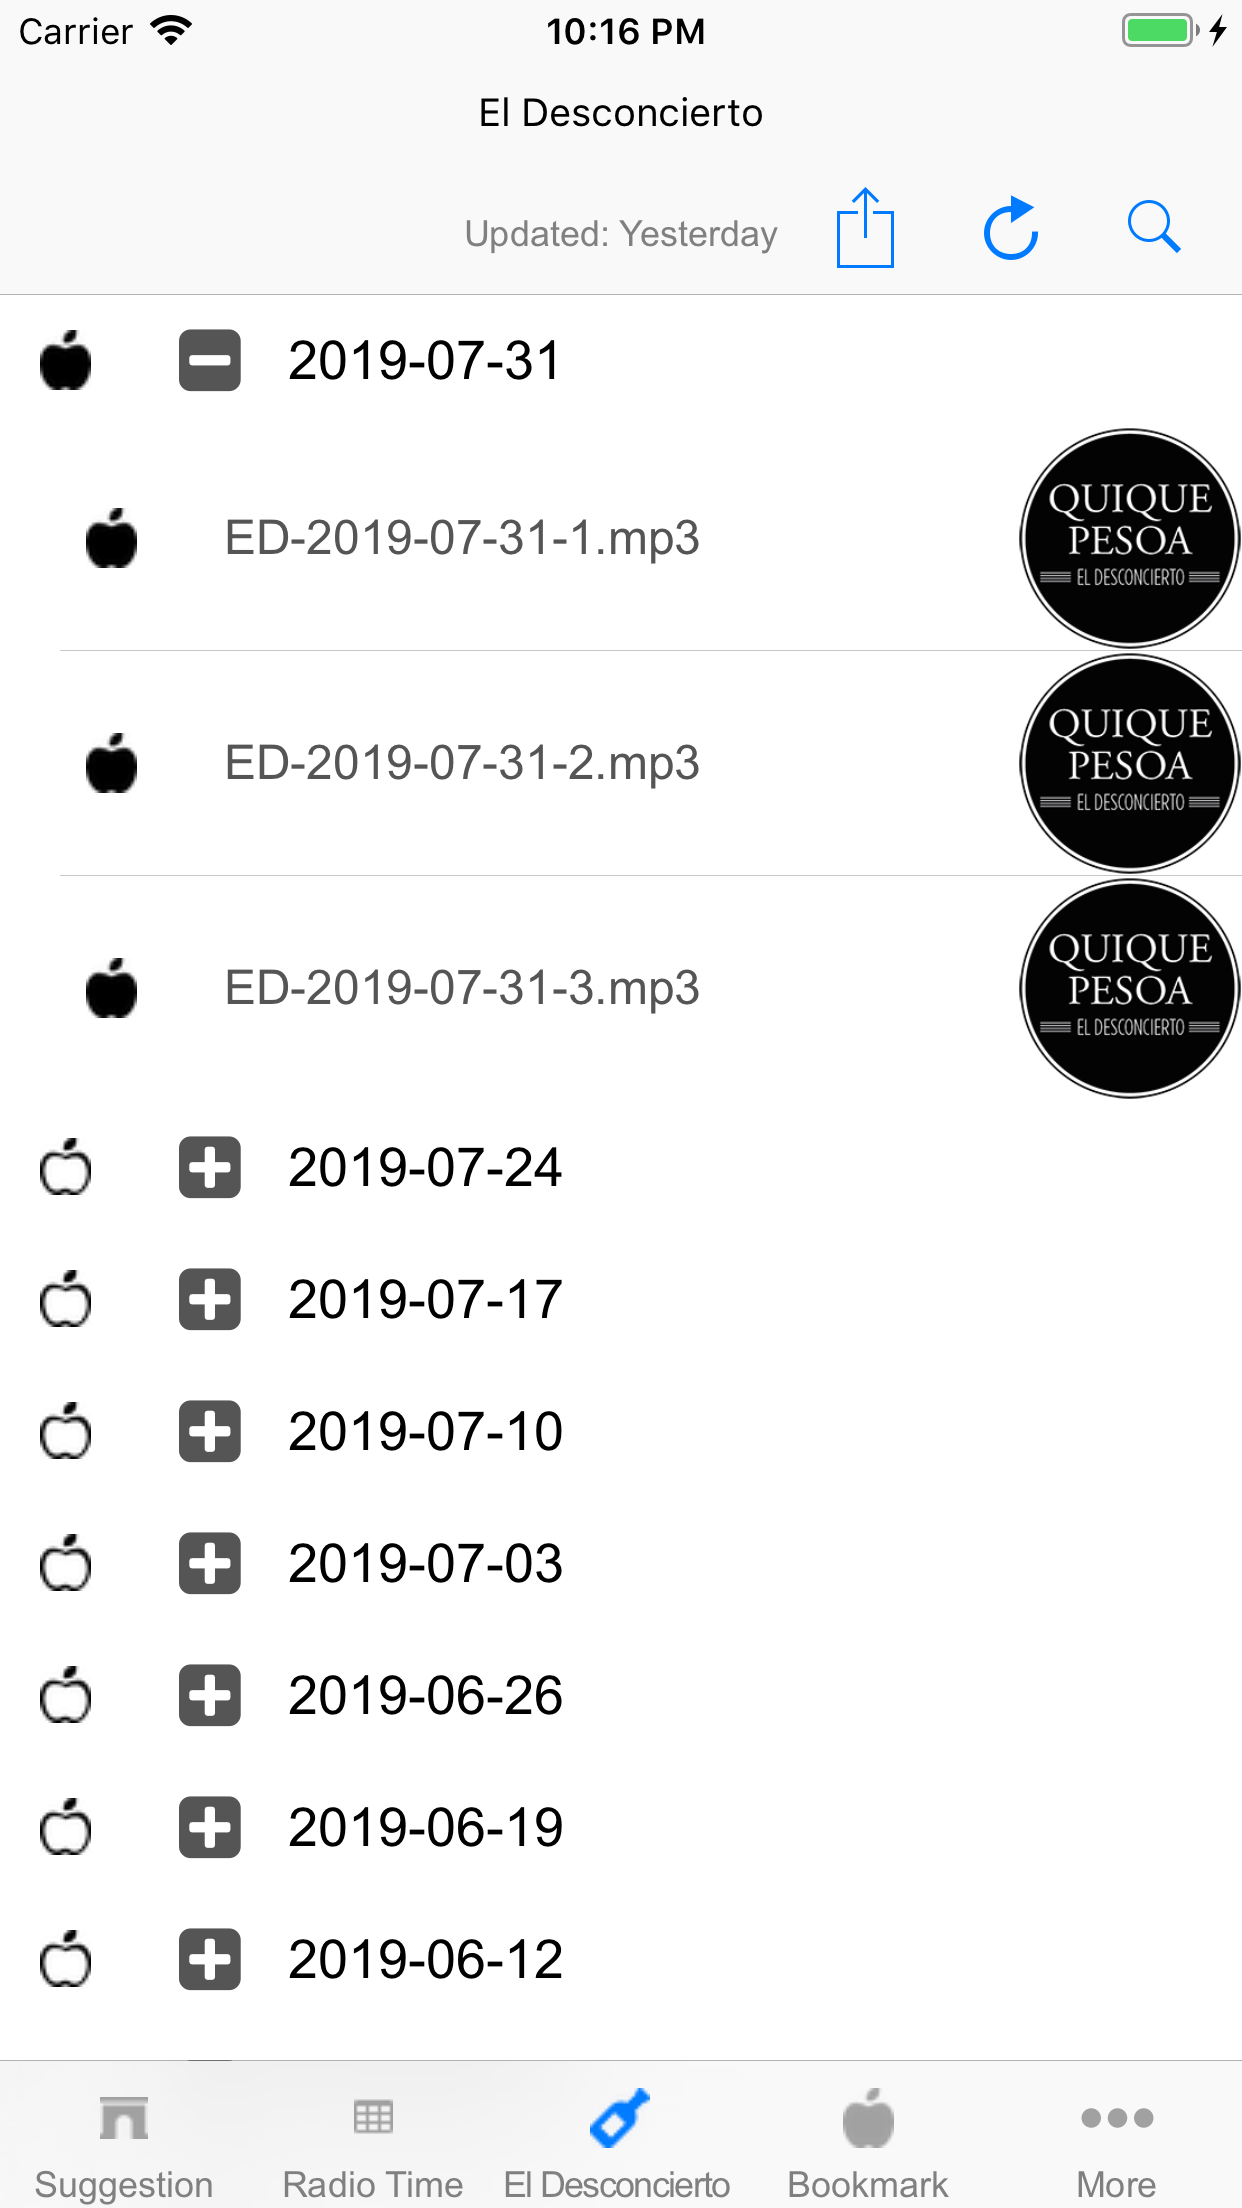 Carrier 10:16 PM
El Desconcierto
Updated: Yesterday
2019-07-31
ED-2019-07-31-1.mp3
QUIQUE
PESOA
EL DESCONCIERTO
ED-2019-07-31-2.mp3
QUIQUE
PESOA
EL DESCONCIERTO
ED-2019-07-31-3.mp3
QUIQUE
PESOA
EL DESCONCIERTO
2019-07-24
2019-07-17
2019-07-10
2019-07-03
2019-06-26
2019-06-19
2019-06-12
Suggestion Radio Time El Desconcierto Bookmark More